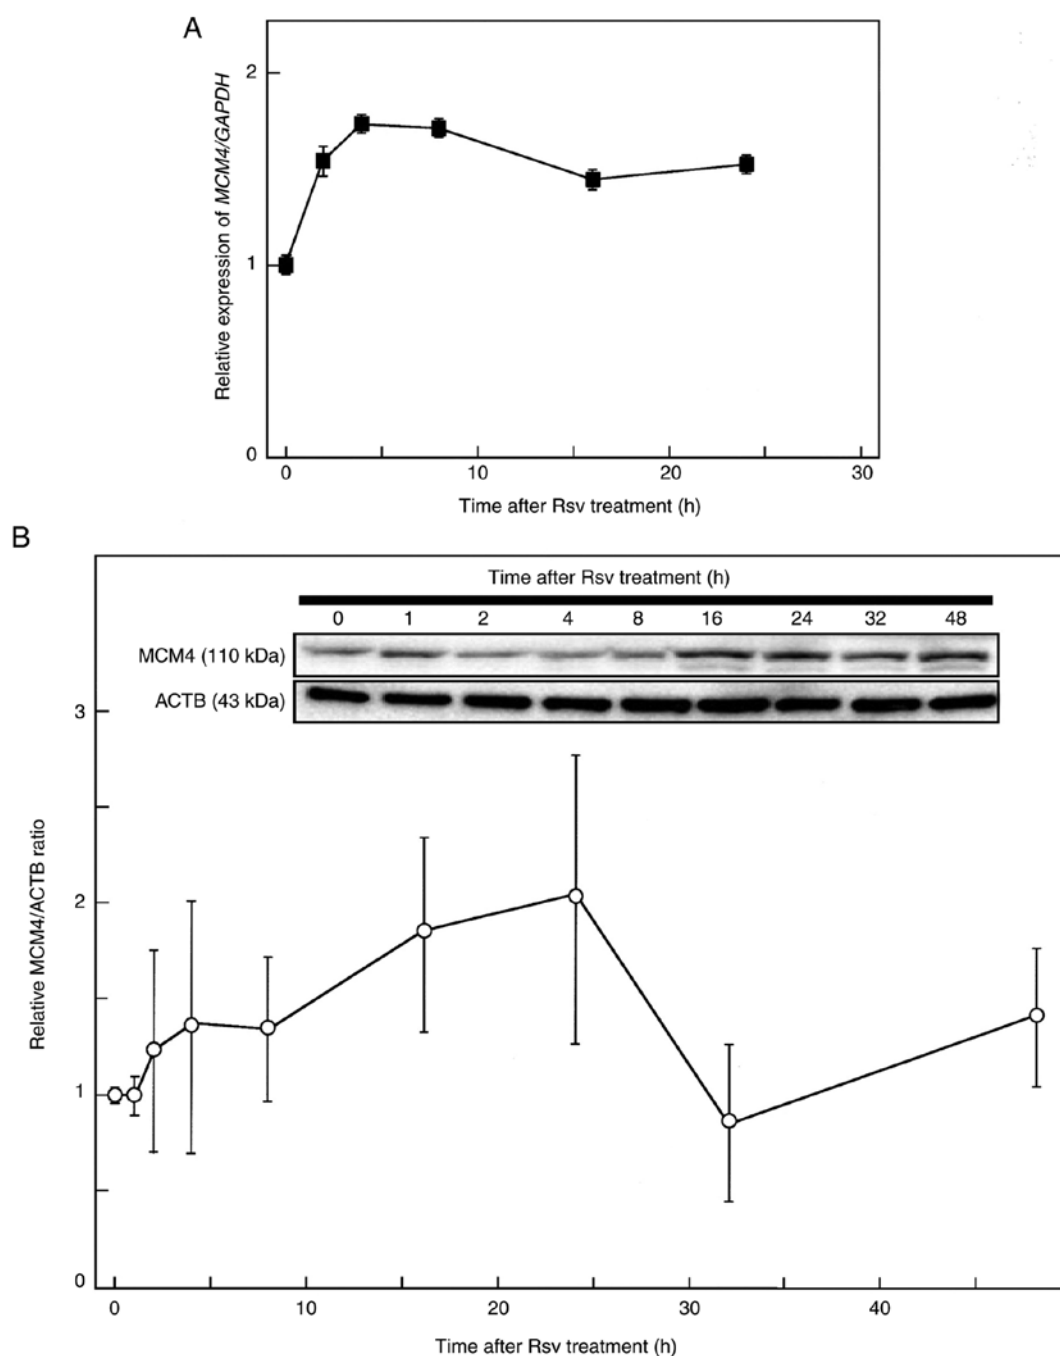 A
Relative expression of MCM4/GAPDH
2
1
0
0 10 20 30
Time after Rsv treatment (h)
B
Time after Rsv treatment (h)
0 1 2 4 8 16 24 32 48
MCM4 (110 kDa)
ACTB (43 kDa)
Relative MCM4/ACTB ratio
3
2
1
0
0 10 20 30 40
Time after Rsv treatment (h)